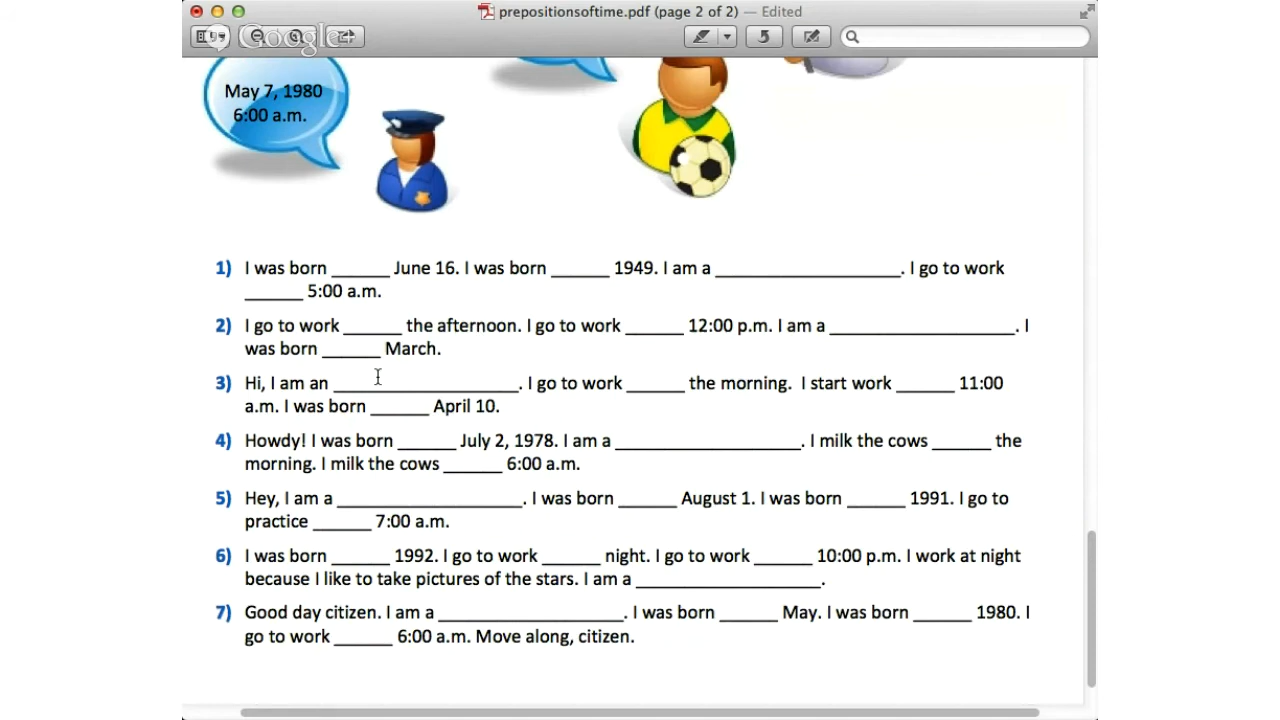 prepositionsoftime.pdf (page 2 of 2) — Edited
Google
May 7, 1980
6:00 a.m.
1) I was born ______ June 16. I was born ______ 1949. I am a ___________________. I go to work
______ 5:00 a.m.
2) I go to work ______ the afternoon. I go to work ______ 12:00 p.m. I am a ___________________. I
was born ______ March.
3) Hi, I am an ___________________. I go to work ______ the morning. I start work ______ 11:00
a.m. I was born ______ April 10.
4) Howdy! I was born ______ July 2, 1978. I am a ___________________. I milk the cows ______ the
morning. I milk the cows ______ 6:00 a.m.
5) Hey, I am a ___________________. I was born ______ August 1. I was born ______ 1991. I go to
practice ______ 7:00 a.m.
6) I was born ______ 1992. I go to work ______ night. I go to work ______ 10:00 p.m. I work at night
because I like to take pictures of the stars. I am a ___________________.
7) Good day citizen. I am a ___________________. I was born ______ May. I was born ______ 1980. I
go to work ______ 6:00 a.m. Move along, citizen.